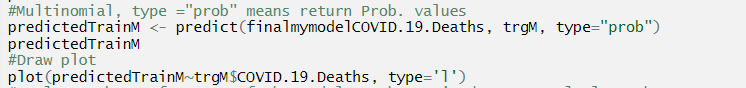 #Multinomial, type ="prob" means return Prob. values
predictedTrainM <- predict(finalmymodelCOVID.19.Deaths, trgM, type="prob")
predictedTrainM
#Draw plot
plot(predictedTrainM~trgM$COVID.19.Deaths, type='l')